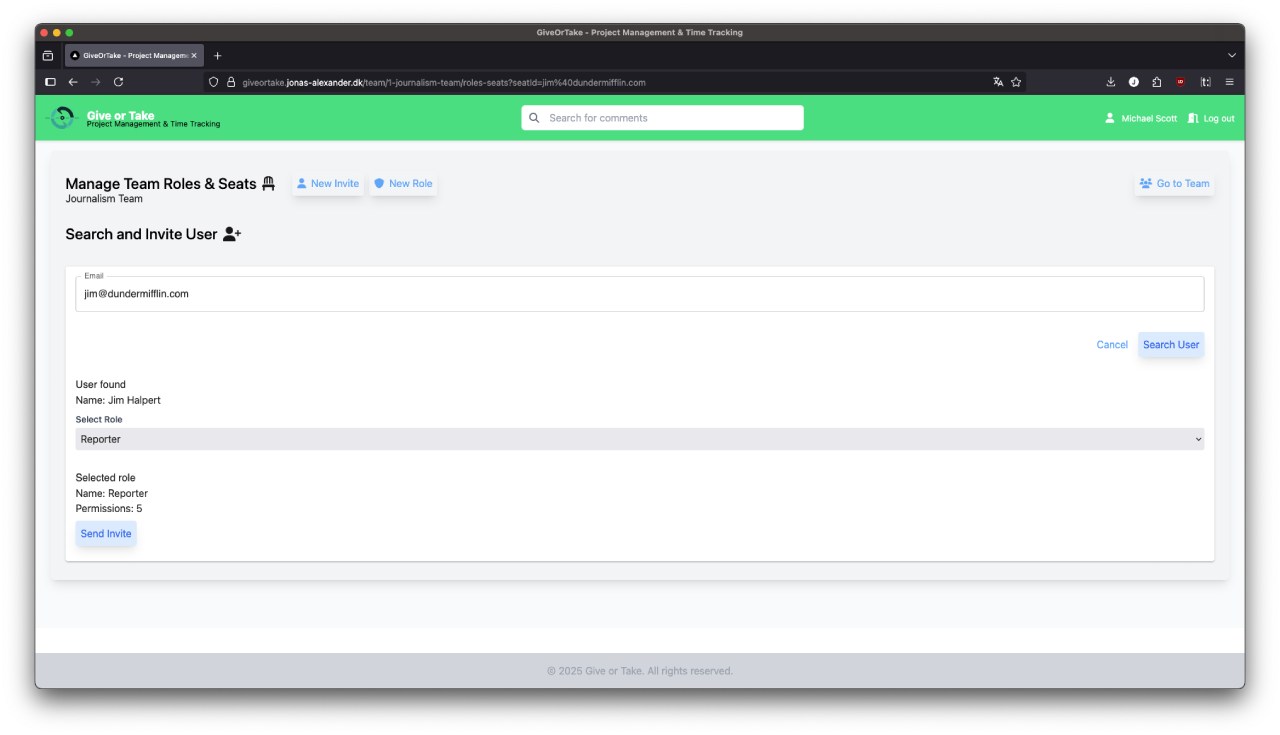 GiveOrTake - Project Management & Time Tracking
GiveOrTake - Project Managem
giveortake.jonas-alexander.dk/team/1-journalism-team/roles-seats?seatId=jim%40dundermifflin.com
Give or Take
Project Management & Time Tracking
Search for comments
Michael Scott
Log out
Manage Team Roles & Seats
New Invite
New Role
Go to Team
Journalism Team
Search and Invite User
Email
jim@dundermifflin.com
Cancel
Search User
User found
Name: Jim Halpert
Select Role
Reporter
Selected role
Name: Reporter
Permissions: 5
Send Invite
© 2025 Give or Take. All rights reserved.